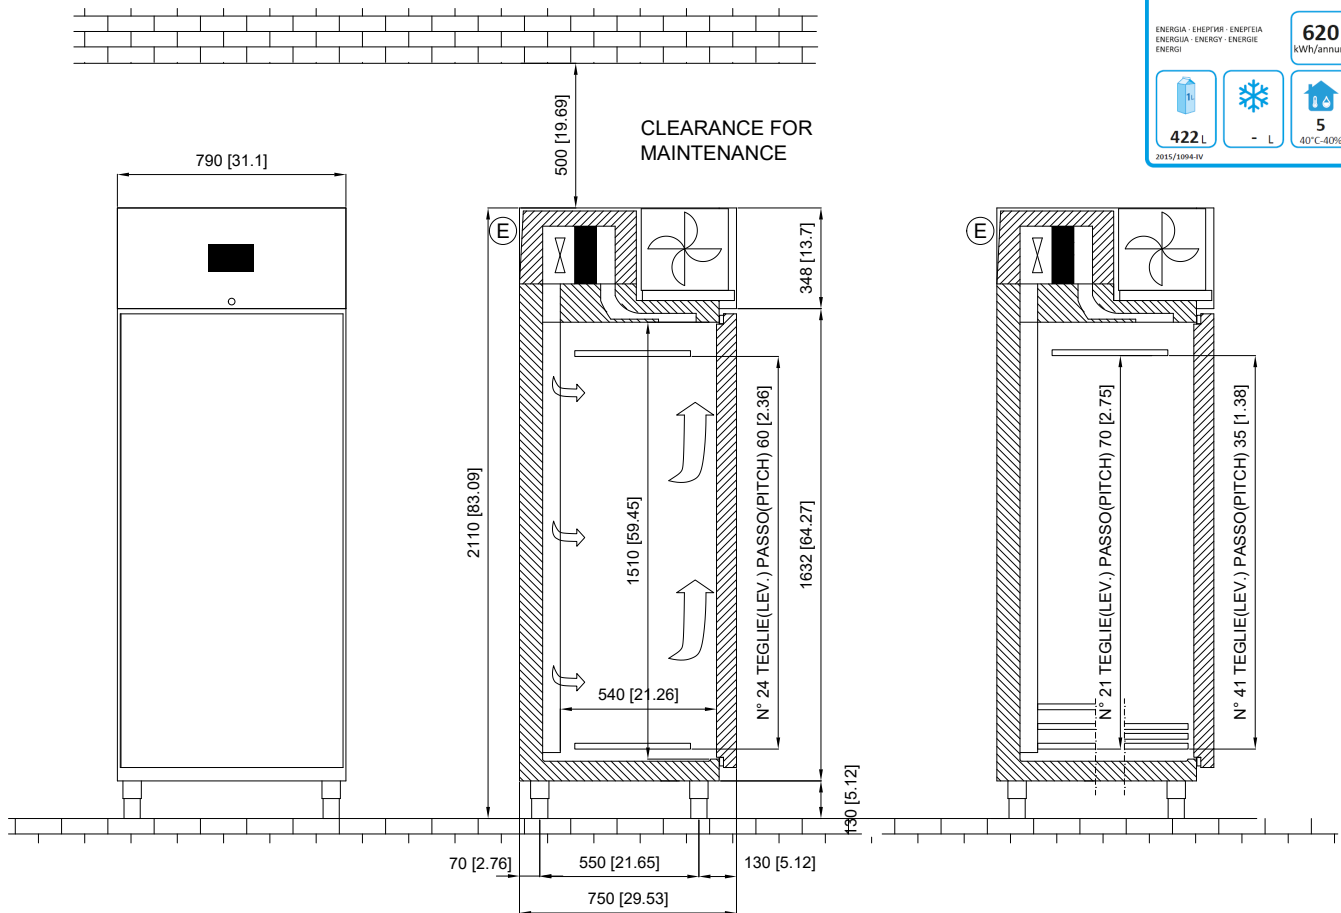 ENERGIA · ЕНЕРГИЯ · ΕΝΕΡΓΕΙΑ
ENERGIJA · ENERGY · ENERGIE
ENERGI
620
kWh/annum
1L
422 L
- L
5
40°C-40%
2015/1094-IV
500 [19.69]
CLEARANCE FOR
MAINTENANCE
790 [31.1]
E
348 [13.7]
E
2110 [83.09]
1510 [59.45]
540 [21.26]
N° 24 TEGLIE(LEV.) PASSO(PITCH) 60 [2.36]
1632 [64.27]
N° 21 TEGLIE(LEV.) PASSO(PITCH) 70 [2.75]
N° 41 TEGLIE(LEV.) PASSO(PITCH) 35 [1.38]
130 [5.12]
70 [2.76]
550 [21.65]
130 [5.12]
750 [29.53]